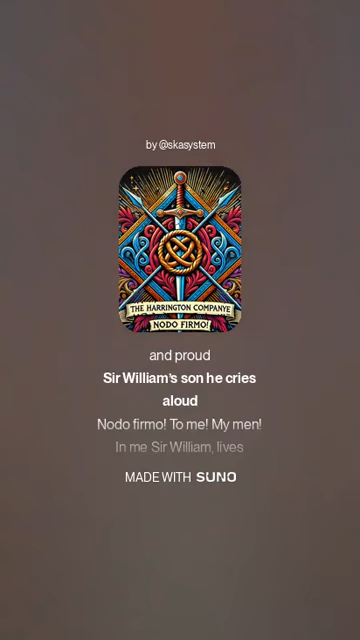 by @skasystem
THE HARRINGTON COMPANYE
NODO FIRMO!
and proud
Sir William's son he cries
aloud
Nodo firmo! To me! My men!
In me Sir William, lives
MADE WITH SUNO